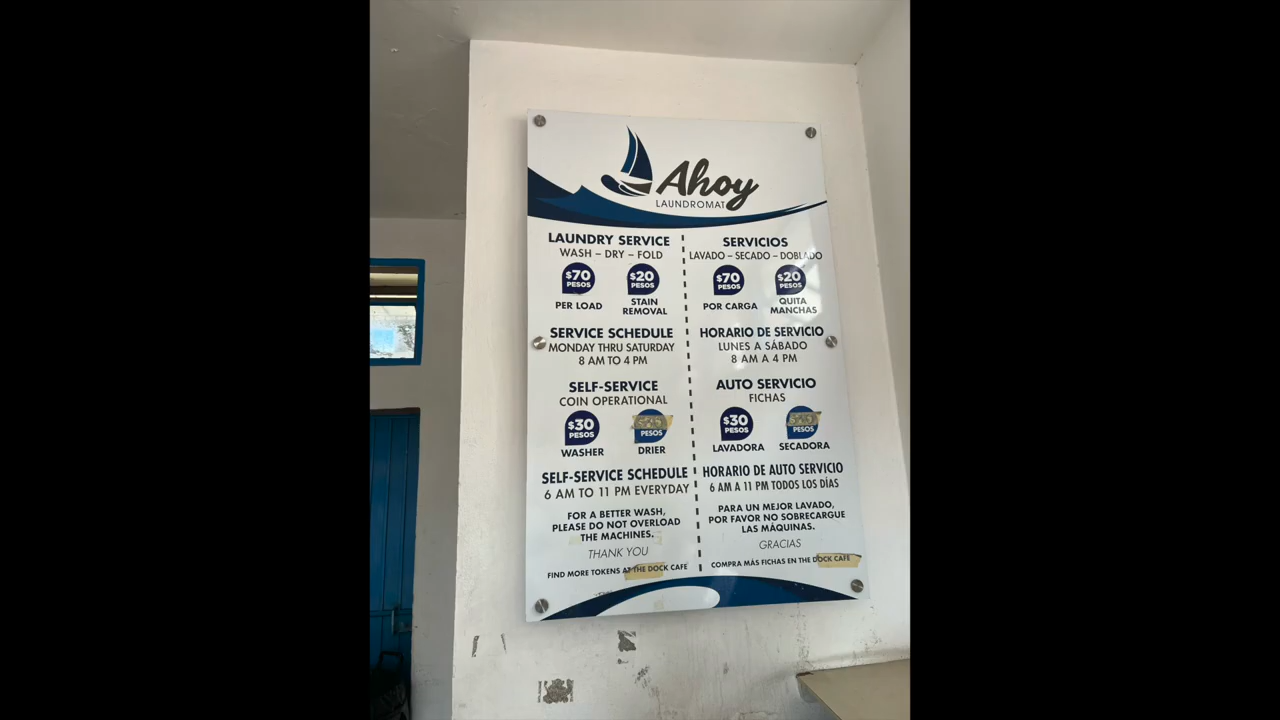 Ahoy
LAUNDROMAT
LAUNDRY SERVICE
WASH – DRY – FOLD
$70
PESOS
PER LOAD
$20
PESOS
STAIN
REMOVAL
SERVICE SCHEDULE
MONDAY THRU SATURDAY
8 AM TO 4 PM
SELF-SERVICE
COIN OPERATIONAL
$30
PESOS
WASHER
PESOS
DRIER
SELF-SERVICE SCHEDULE
6 AM TO 11 PM EVERYDAY
FOR A BETTER WASH,
PLEASE DO NOT OVERLOAD
THE MACHINES.
THANK YOU
FIND MORE TOKENS AT THE DOCK CAFE
SERVICIOS
LAVADO – SECADO – DOBLADO
$70
PESOS
POR CARGA
$20
PESOS
QUITA
MANCHAS
HORARIO DE SERVICIO
LUNES A SÁBADO
8 AM A 4 PM
AUTO SERVICIO
FICHAS
$30
PESOS
LAVADORA
PESOS
SECADORA
HORARIO DE AUTO SERVICIO
6 AM A 11 PM TODOS LOS DÍAS
PARA UN MEJOR LAVADO,
POR FAVOR NO SOBRECARGUE
LAS MÁQUINAS.
GRACIAS
COMPRA MÁS FICHAS EN THE DOCK CAFE